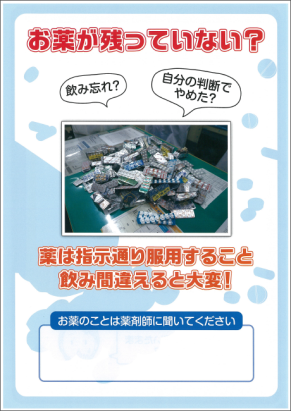 お薬が残っていない？
飲み忘れ？
自分の判断で
やめた？
薬は指示通り服用すること
飲み間違えると大変！
お薬のことは薬剤師に聞いてください